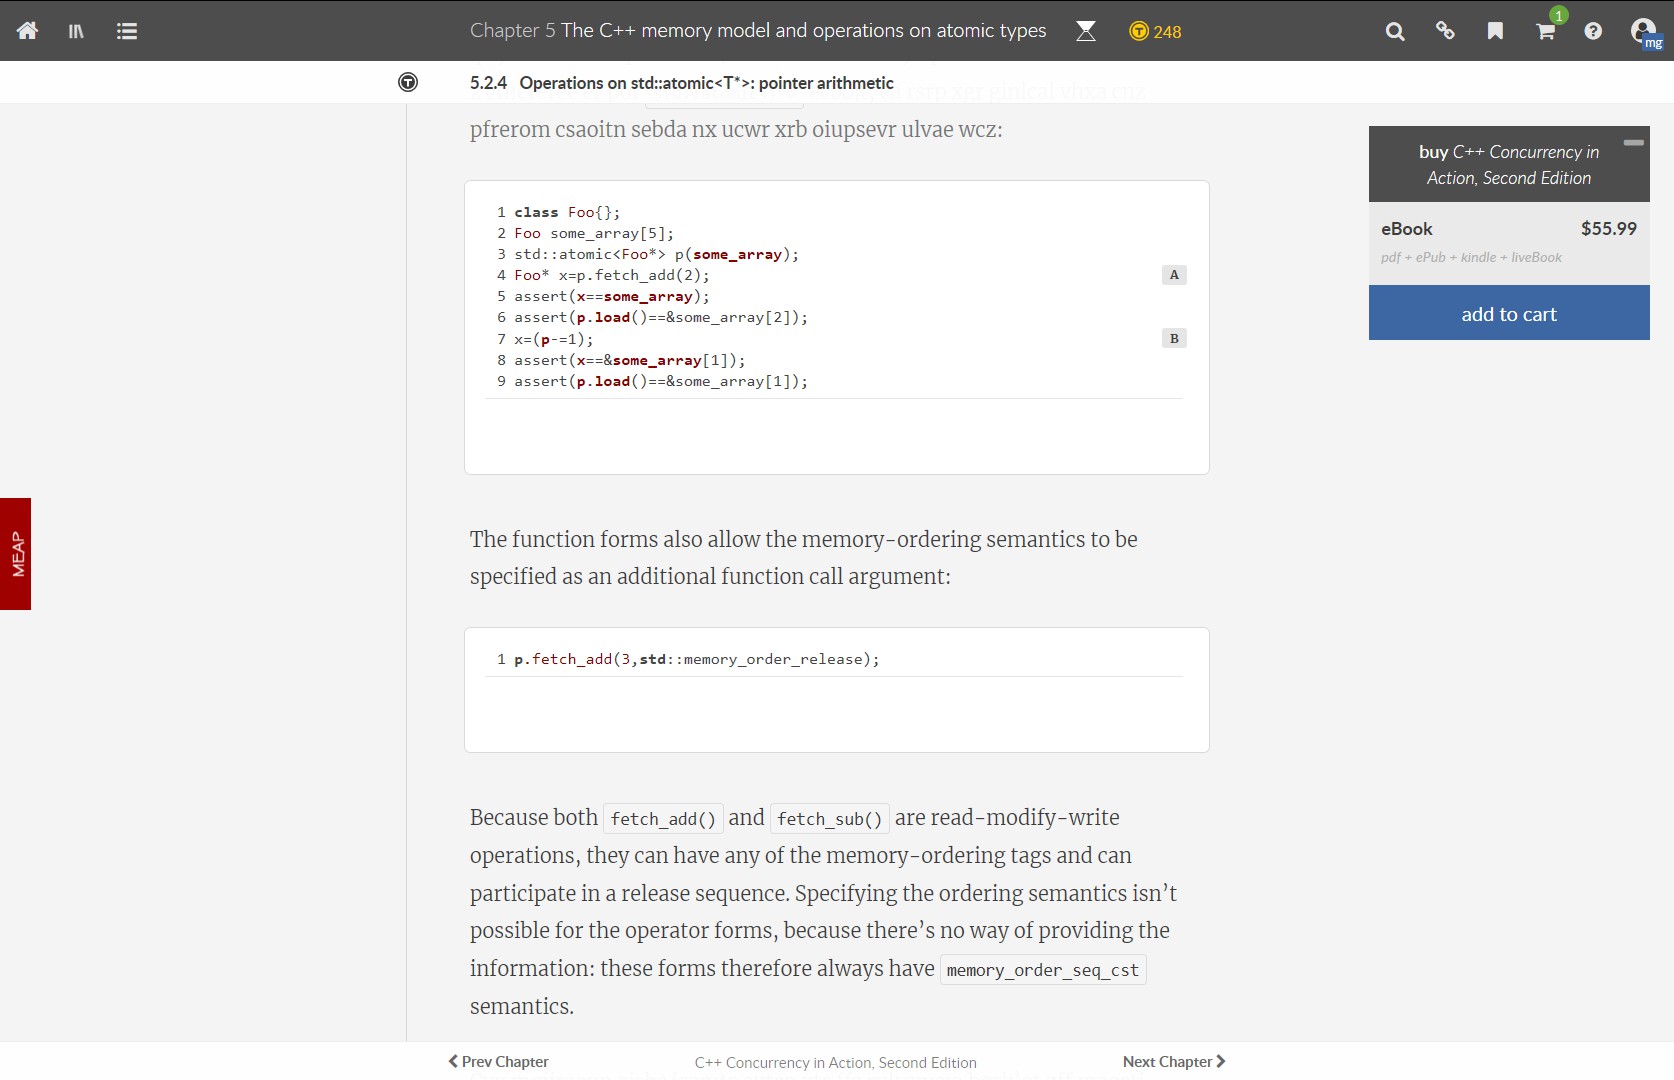 Chapter 5 The C++ memory model and operations on atomic types
248
1
mg
5.2.4 Operations on std::atomic<T*>: pointer arithmetic
pfrerom csaoitn sebda nx ucwr xrb oiupsevr ulvae wcz:
1 class Foo{};
2 Foo some_array[5];
3 std::atomic<Foo*> p(some_array);
4 Foo* x=p.fetch_add(2);
A
5 assert(x==some_array);
6 assert(p.load()==&some_array[2]);
7 x=(p-=1);
B
8 assert(x==&some_array[1]);
9 assert(p.load()==&some_array[1]);
The function forms also allow the memory-ordering semantics to be
specified as an additional function call argument:
1 p.fetch_add(3,std::memory_order_release);
Because both fetch_add() and fetch_sub() are read-modify-write
operations, they can have any of the memory-ordering tags and can
participate in a release sequence. Specifying the ordering semantics isn’t
possible for the operator forms, because there’s no way of providing the
information: these forms therefore always have memory_order_seq_cst
semantics.
MEAP
buy C++ Concurrency in
Action, Second Edition
eBook $55.99
pdf + ePub + kindle + liveBook
add to cart
Prev Chapter
C++ Concurrency in Action, Second Edition
Next Chapter